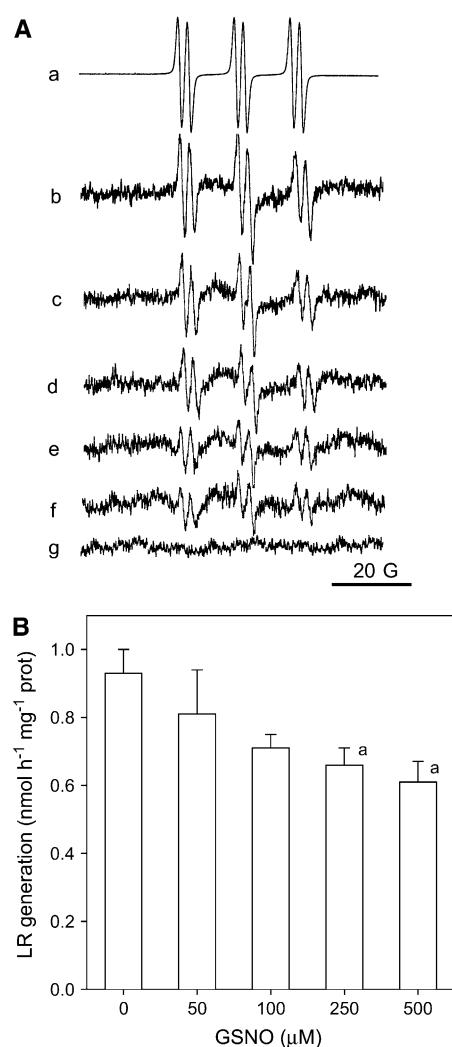 A
a
b
c
d
e
f
g
20 G
B
LR generation (nmol h⁻¹ mg⁻¹ prot)
1.0
0.8
0.6
0.4
0.2
0.0
a
a
0 50 100 250 500
GSNO (μM)